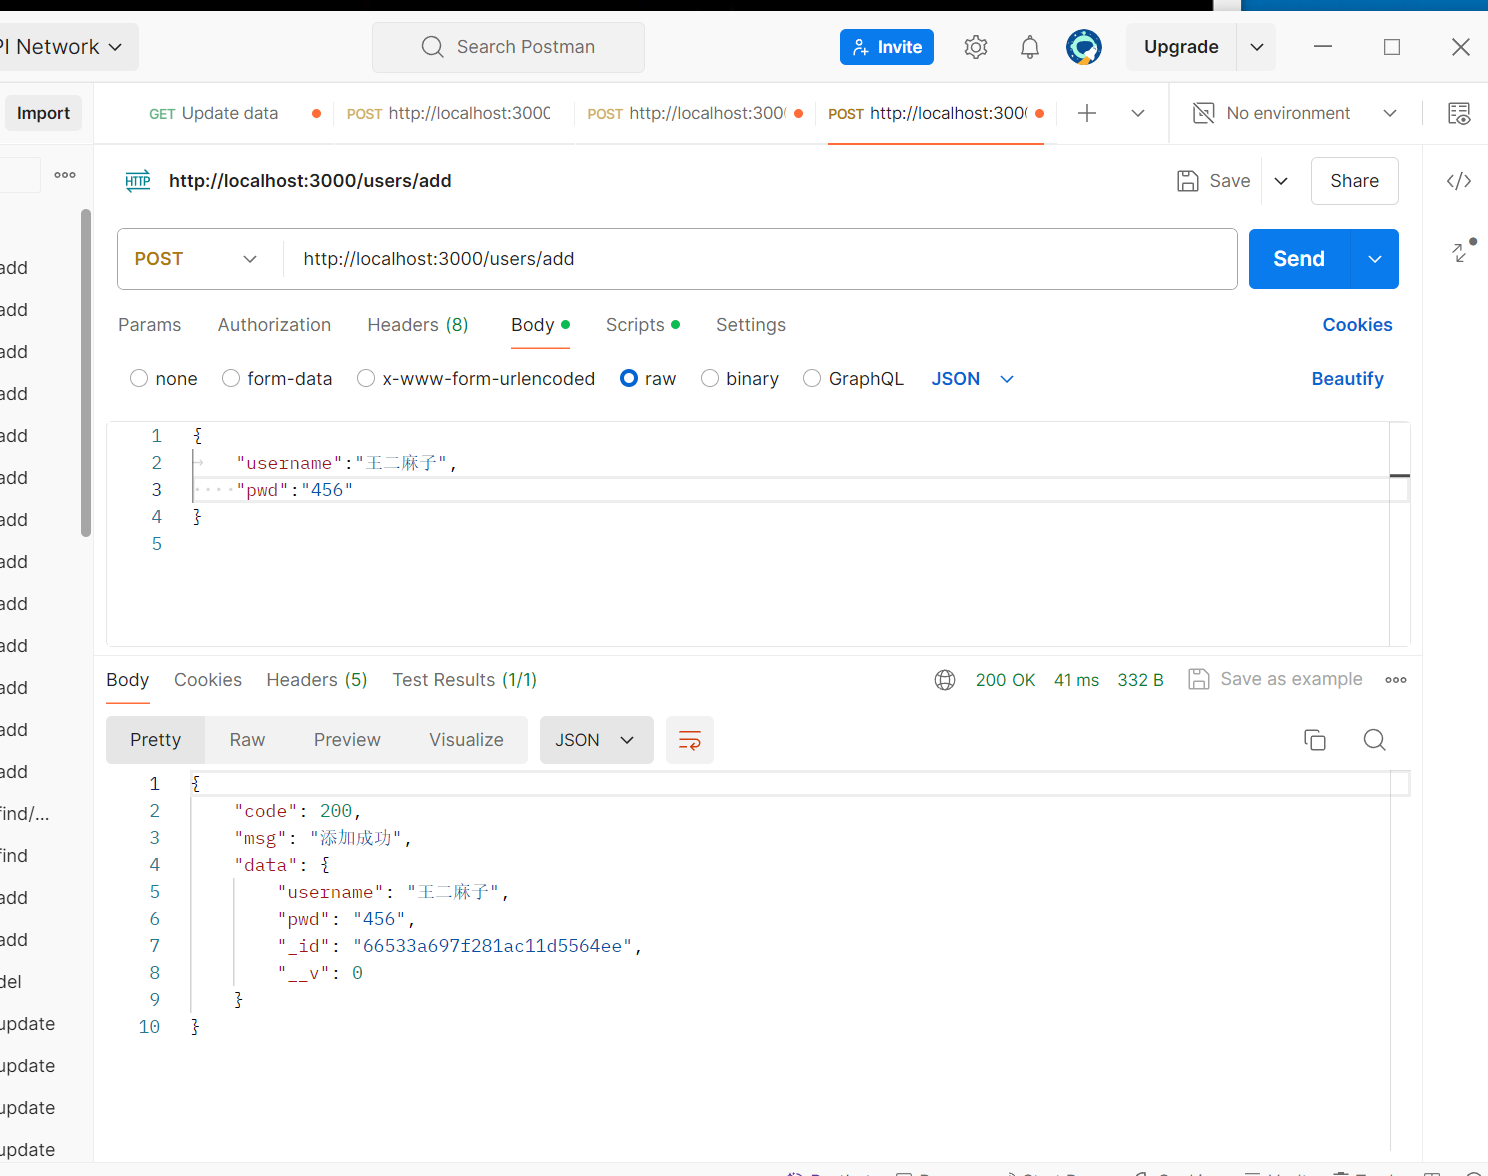 PI Network
Search Postman
Invite
Upgrade
Import
GET Update data
POST http://localhost:3000
POST http://localhost:300
POST http://localhost:300
No environment
HTTP http://localhost:3000/users/add
Save
Share
POST
http://localhost:3000/users/add
Send
Params
Authorization
Headers (8)
Body
Scripts
Settings
Cookies
none
form-data
x-www-form-urlencoded
raw
binary
GraphQL
JSON
Beautify
1 {
2 "username":"王二麻子",
3 "pwd":"456"
4 }
5
Body
Cookies
Headers (5)
Test Results (1/1)
200 OK
41 ms
332 B
Save as example
Pretty
Raw
Preview
Visualize
JSON
1 {
2 "code": 200,
3 "msg": "添加成功",
4 "data": {
5 "username": "王二麻子",
6 "pwd": "456",
7 "_id": "66533a697f281ac11d5564ee",
8 "__v": 0
9 }
10 }
add
add
add
add
add
add
add
add
add
add
add
add
add
find/...
find
add
add
del
update
update
update
update